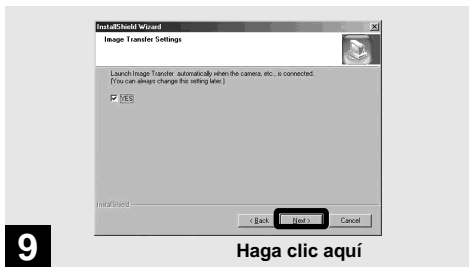 InstallShield Wizard
Image Transfer Settings
Launch Image Transfer automatically when the camera, etc., is connected.
(You can always change this setting later.)
YES
InstallShield
< Back Next > Cancel
9
Haga clic aquí